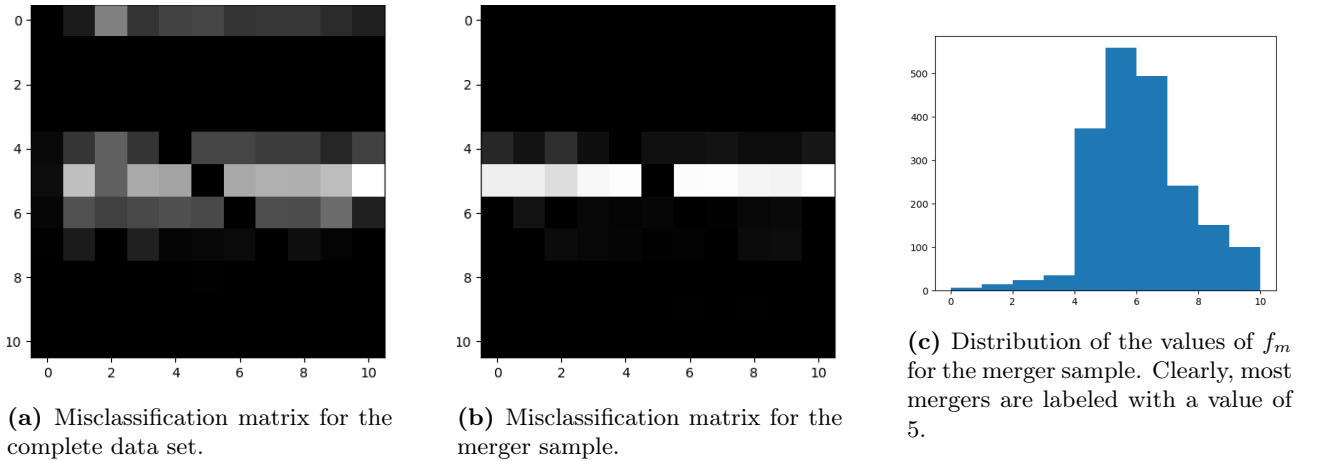 0
2
4
6
8
10
0 2 4 6 8 10
(a) Misclassification matrix for the
complete data set.
0
2
4
6
8
10
0 2 4 6 8 10
(b) Misclassification matrix for the
merger sample.
500
400
300
200
100
0
0 2 4 6 8 10
(c) Distribution of the values of $f_m$
for the merger sample. Clearly, most
mergers are labeled with a value of
5.